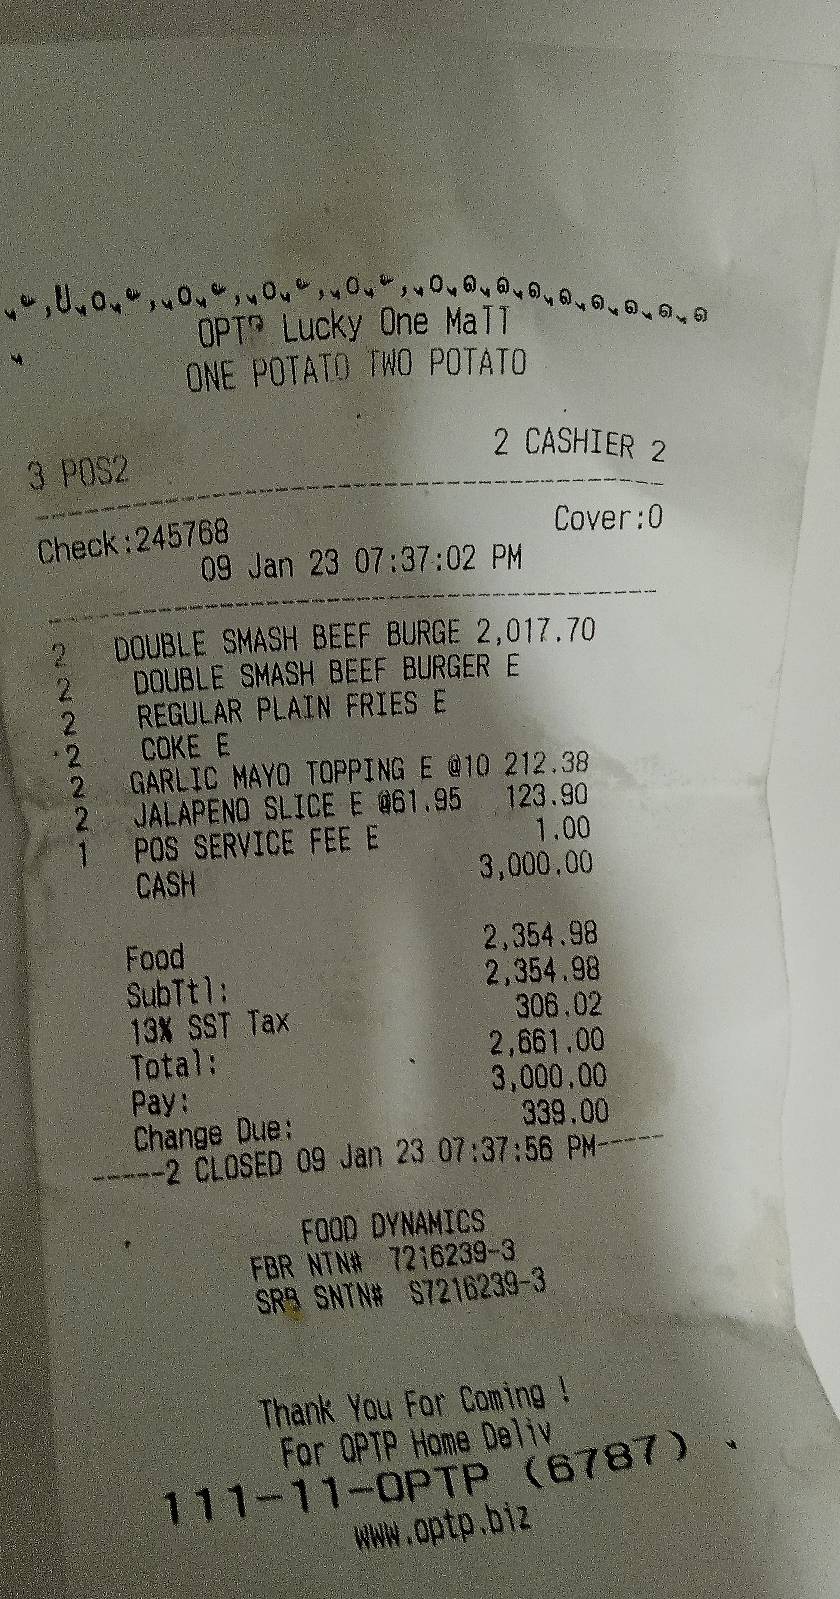 OPTP Lucky One Mall
ONE POTATO TWO POTATO
3 POS2 2 CASHIER 2
Check:245768 Cover:0
09 Jan 23 07:37:02 PM
2 DOUBLE SMASH BEEF BURGE 2,017.70
2 DOUBLE SMASH BEEF BURGER E
2 REGULAR PLAIN FRIES E
2 COKE E
2 GARLIC MAYO TOPPING E @10 212.38
2 JALAPENO SLICE E @61.95 123.90
1 POS SERVICE FEE E 1.00
CASH 3,000.00
Food 2,354.98
SubTtl: 2,354.98
13% SST Tax 306.02
Total: 2,661.00
Pay: 3,000.00
Change Due: 339.00
-----2 CLOSED 09 Jan 23 07:37:56 PM-----
FOOD DYNAMICS
FBR NTN# 7216239-3
SRB SNTN# S7216239-3
Thank You For Coming !
For OPTP Home Deliv
111-11-OPTP (6787) .
www.optp.biz